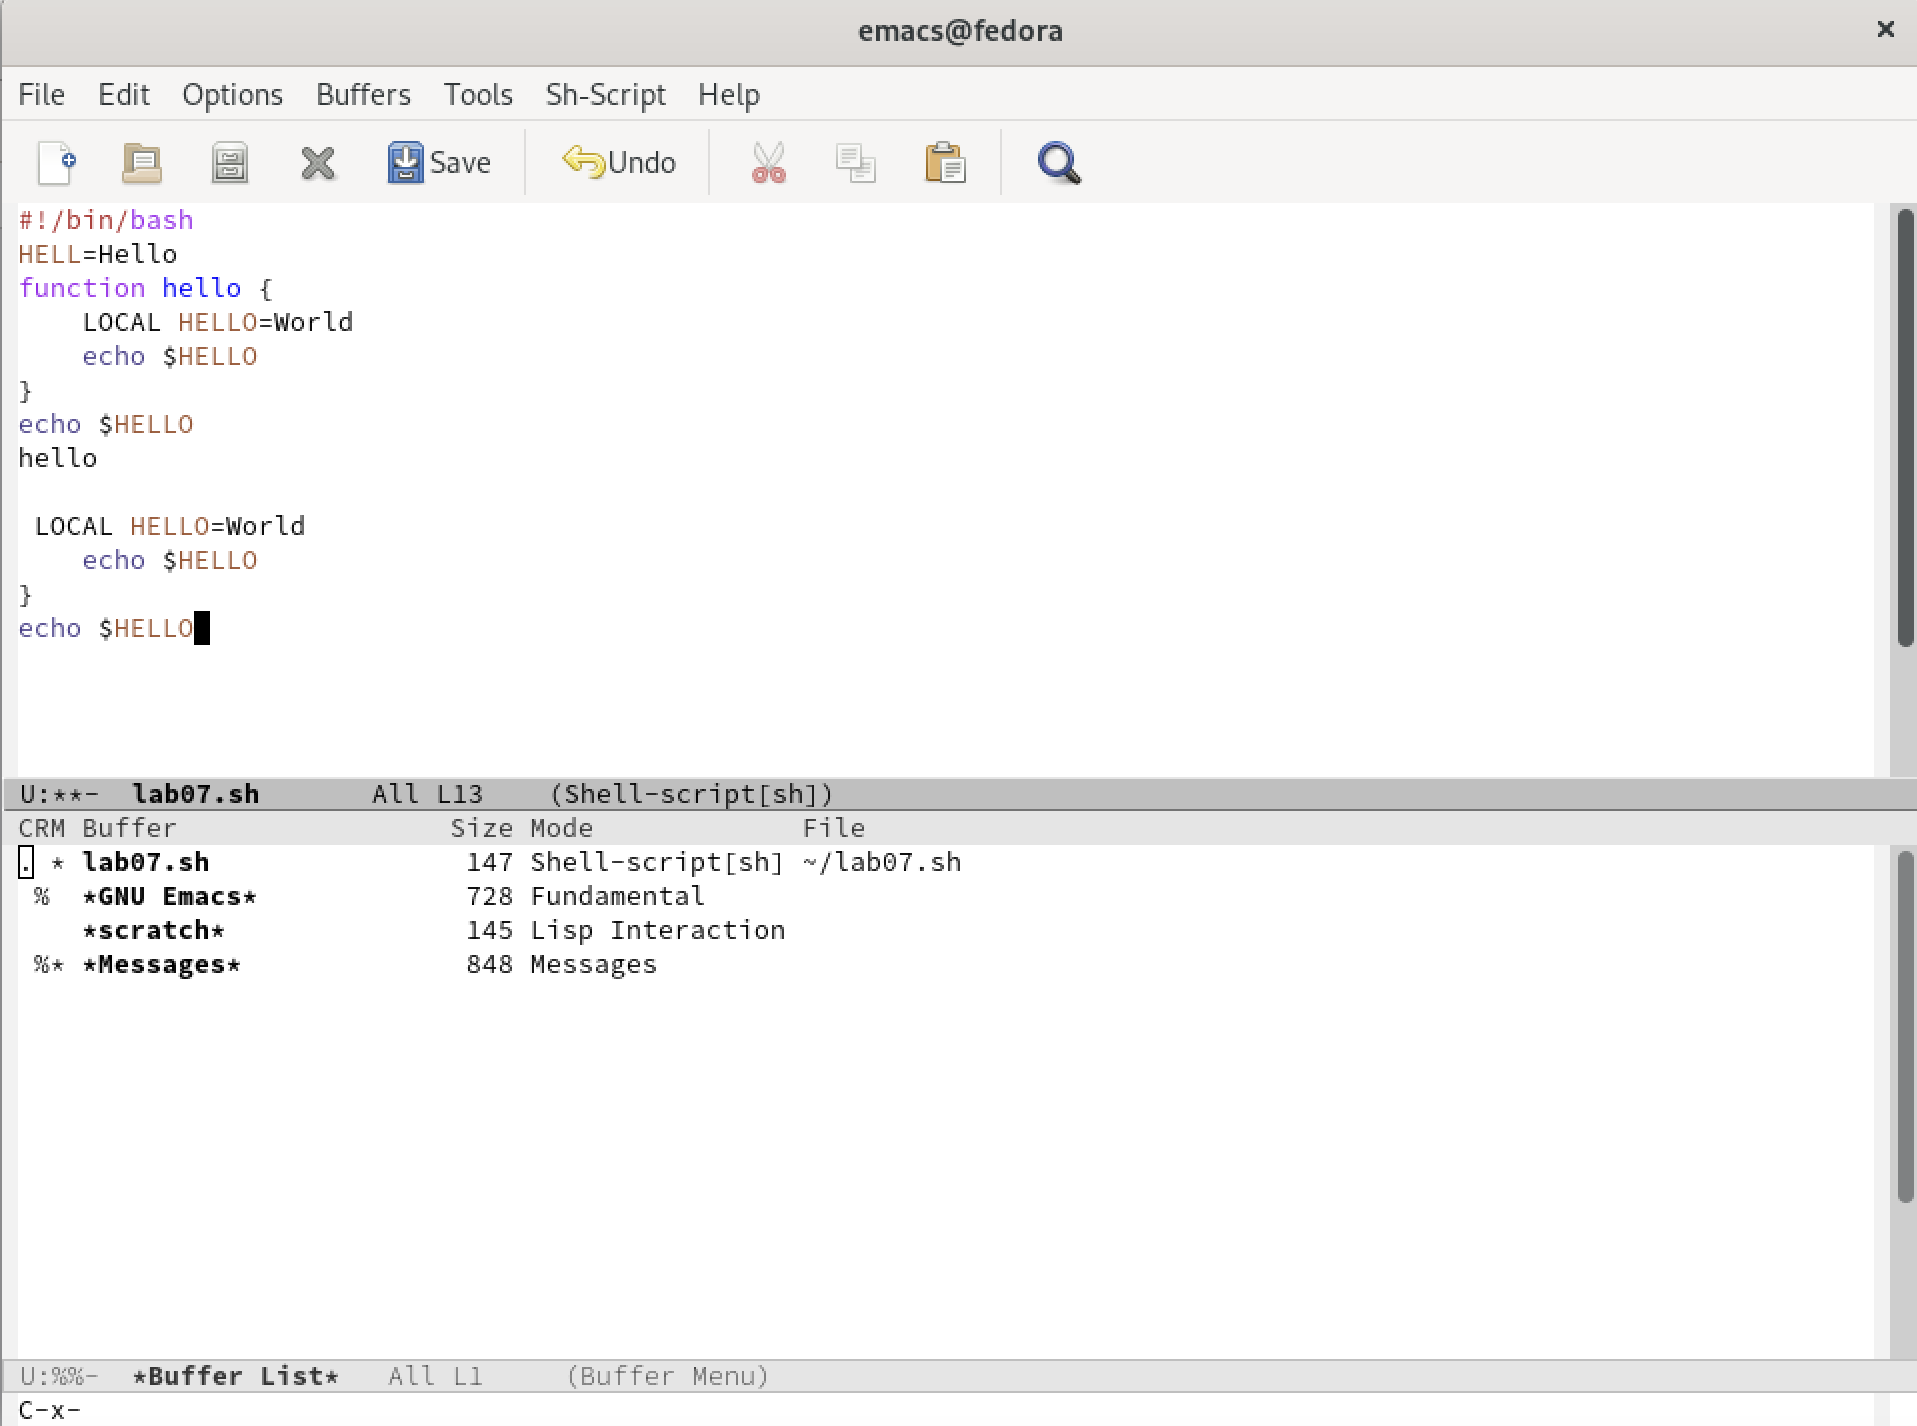 emacs@fedora
File Edit Options Buffers Tools Sh-Script Help
Save Undo
#!/bin/bash
HELL=Hello
function hello {
    LOCAL HELLO=World
    echo $HELLO
}
echo $HELLO
hello

 LOCAL HELLO=World
    echo $HELLO
}
echo $HELLO
U:**-  lab07.sh       All L13    (Shell-script[sh])
CRM Buffer                 Size Mode             File
. * lab07.sh                147 Shell-script[sh] ~/lab07.sh
 %  *GNU Emacs*             728 Fundamental
    *scratch*               145 Lisp Interaction
 %* *Messages*              848 Messages
U:%%-  *Buffer List*   All L1     (Buffer Menu)
C-x-